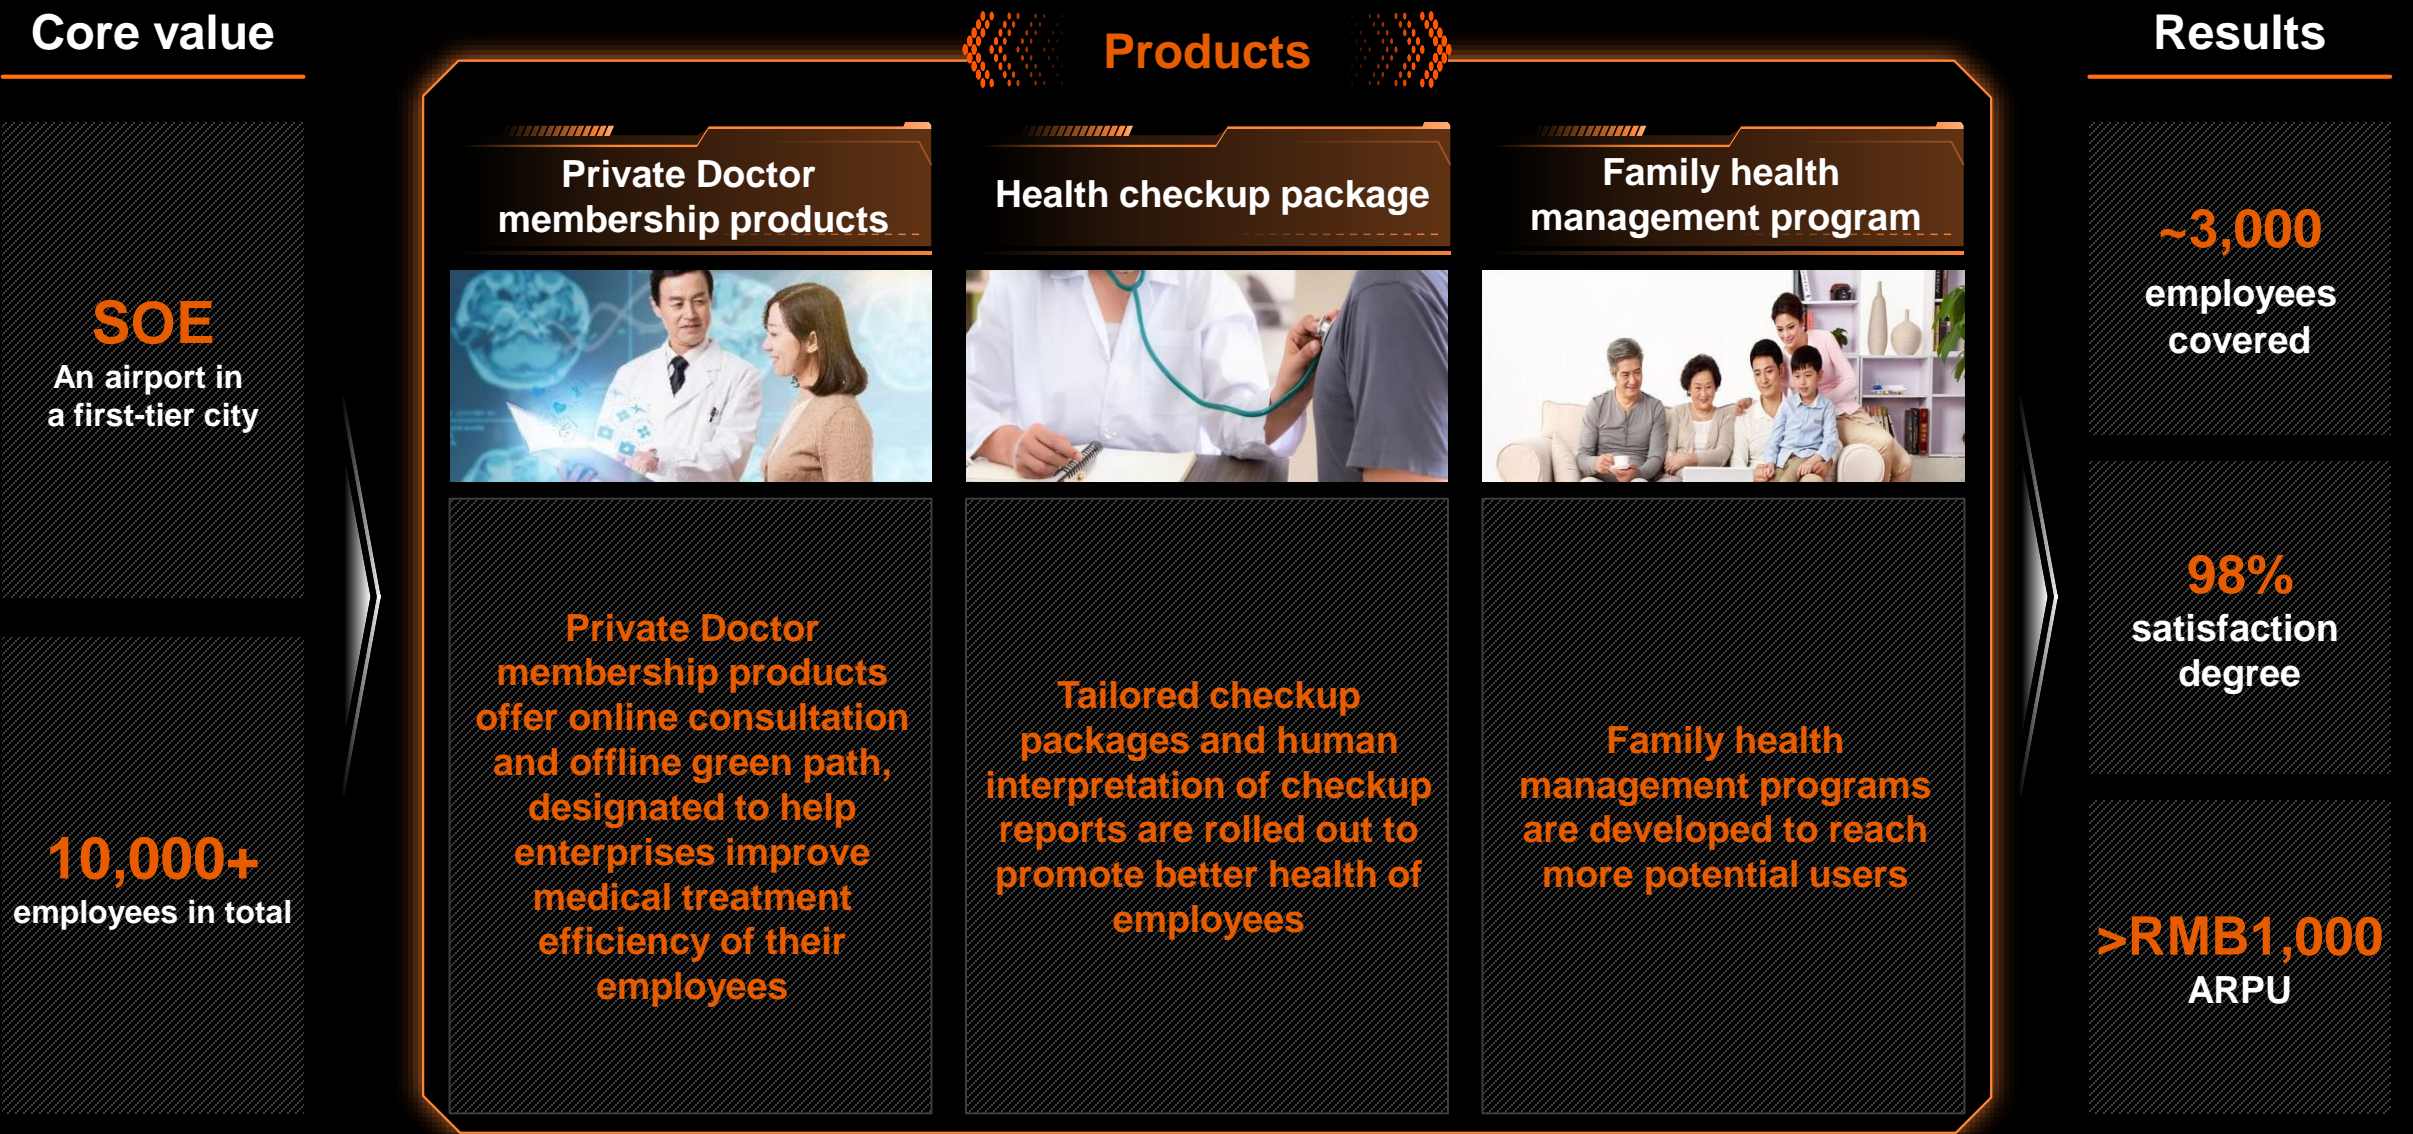 Core value
SOE
An airport in
a first-tier city
10,000+
employees in total
Products
Private Doctor
membership products
Private Doctor
membership products
offer online consultation
and offline green path,
designated to help
enterprises improve
medical treatment
efficiency of their
employees
Health checkup package
Tailored checkup
packages and human
interpretation of checkup
reports are rolled out to
promote better health of
employees
Family health
management program
Family health
management programs
are developed to reach
more potential users
Results
~3,000
employees
covered
98%
satisfaction
degree
>RMB1,000
ARPU